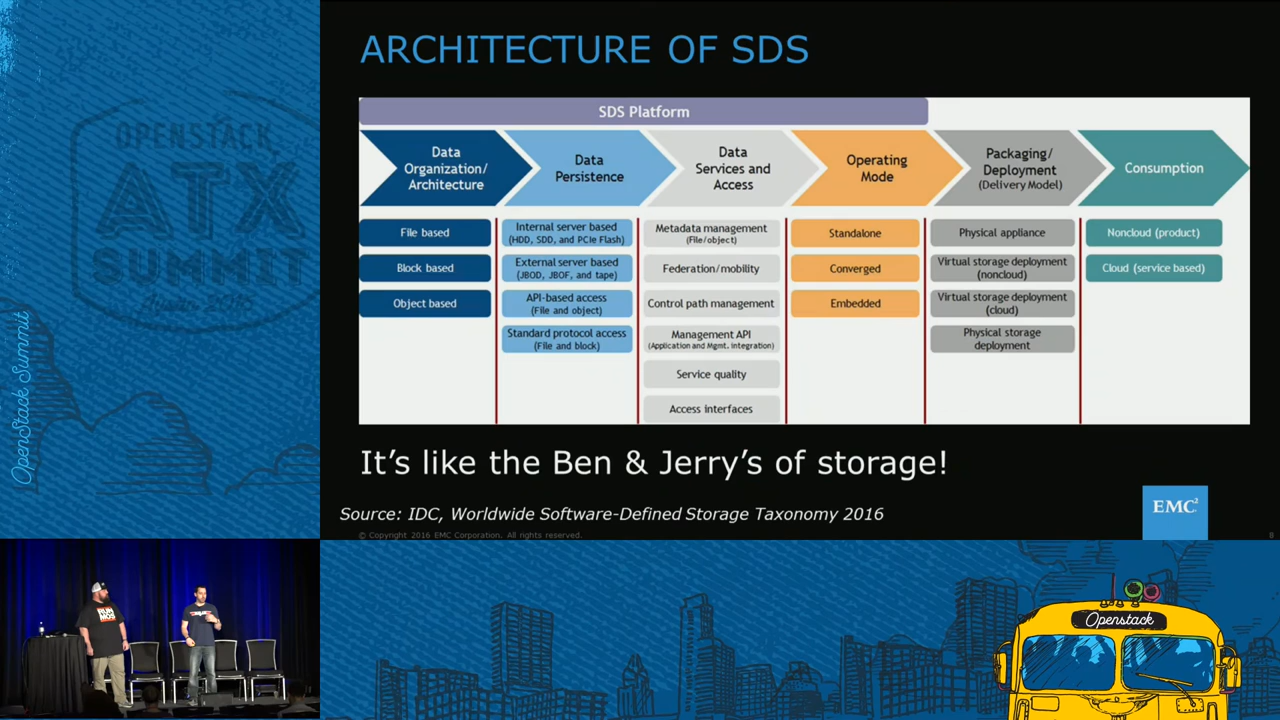 ARCHITECTURE OF SDS
SDS Platform
Data
Organization/
Architecture
Data
Persistence
Data
Services and
Access
Operating
Mode
Packaging/
Deployment
(Delivery Model)
Consumption
File based
Block based
Object based
Internal server based
(HDD, SDD, and PCIe Flash)
External server based
(JBOD, JBOF, and tape)
API-based access
(File and object)
Standard protocol access
(File and block)
Metadata management
(File/object)
Federation/mobility
Control path management
Management API
(Application and Mgmt. integration)
Service quality
Access interfaces
Standalone
Converged
Embedded
Physical appliance
Virtual storage deployment
(noncloud)
Virtual storage deployment
(cloud)
Physical storage
deployment
Noncloud (product)
Cloud (service based)
It's like the Ben & Jerry's of storage!
Source: IDC, Worldwide Software-Defined Storage Taxonomy 2016
© Copyright 2016 EMC Corporation. All rights reserved.
8
EMC²
OPENSTACK
ATX
SUMMIT
OpenStack Summit
Openstack